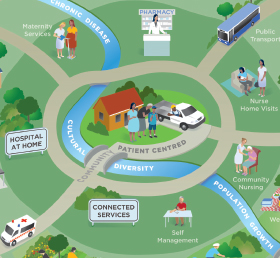 CHRONIC DISEASE
PHARMACY
Maternity
Services
Public
Transport
Nurse
Home Visits
CULTURAL
DIVERSITY
PATIENT CENTRED
HOSPITAL
AT HOME
Community
Nursing
CONNECTED
SERVICES
POPULATION GROWTH
Self
Management
We